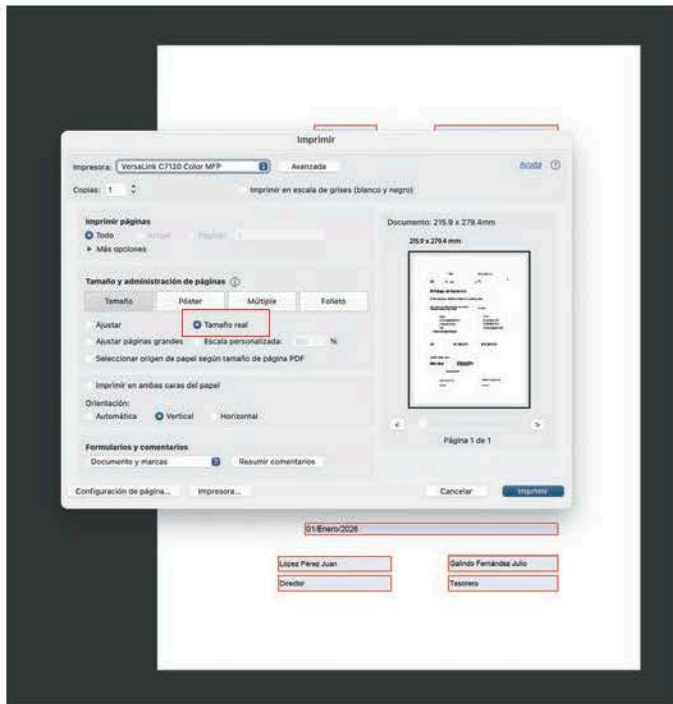 Imprimir
Impresora: VersaLink C7120 Color MFP Avanzada Ayuda
Copias: 1 Imprimir en escala de grises (blanco y negro)
Imprimir páginas
Todo
Más opciones
Documento: 215.9 x 279.4mm
215.9 x 279.4 mm
Tamaño y administración de páginas
Tamaño Póster Múltiple Folleto
Ajustar Tamaño real
Ajustar páginas grandes Escala personalizada: %
Seleccionar origen de papel según tamaño de página PDF
Imprimir en ambas caras del papel
Orientación:
Automática Vertical Horizontal
< >
Página 1 de 1
Formularios y comentarios
Documento y marcas Resumir comentarios
Configuración de página... Impresora... Cancelar Imprimir
01/Enero/2026
López Pérez Juan Galindo Fernández Julio
Director Tesorero